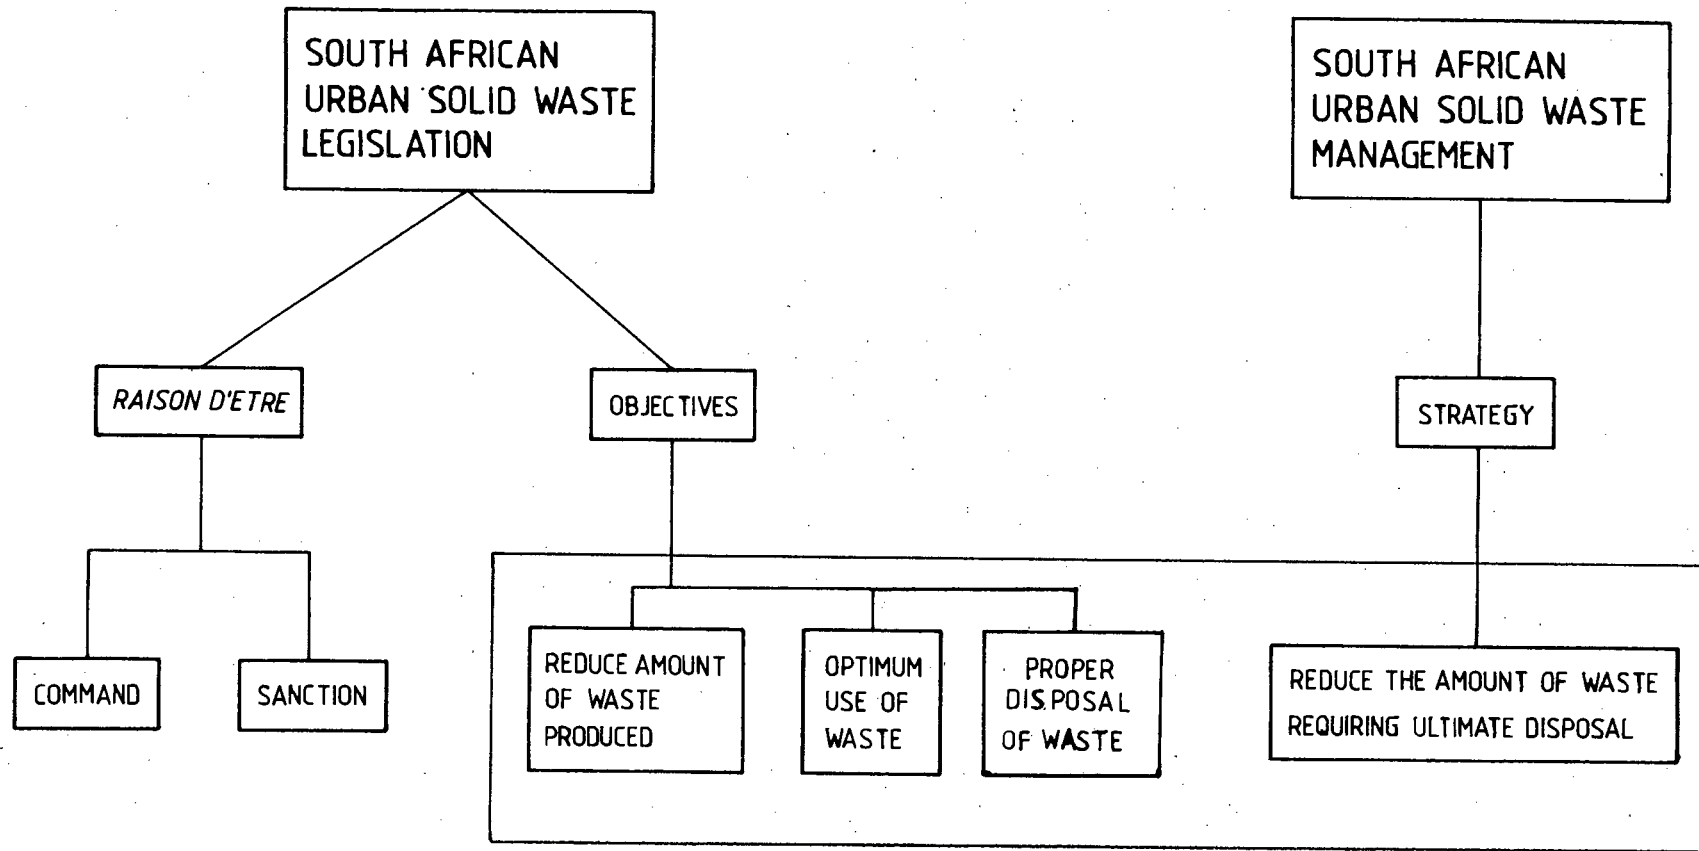 SOUTH AFRICAN
URBAN SOLID WASTE
LEGISLATION
SOUTH AFRICAN
URBAN SOLID WASTE
MANAGEMENT
RAISON D'ETRE
OBJECTIVES
STRATEGY
COMMAND
SANCTION
REDUCE AMOUNT
OF WASTE
PRODUCED
OPTIMUM
USE OF
WASTE
PROPER
DISPOSAL
OF WASTE
REDUCE THE AMOUNT OF WASTE
REQUIRING ULTIMATE DISPOSAL